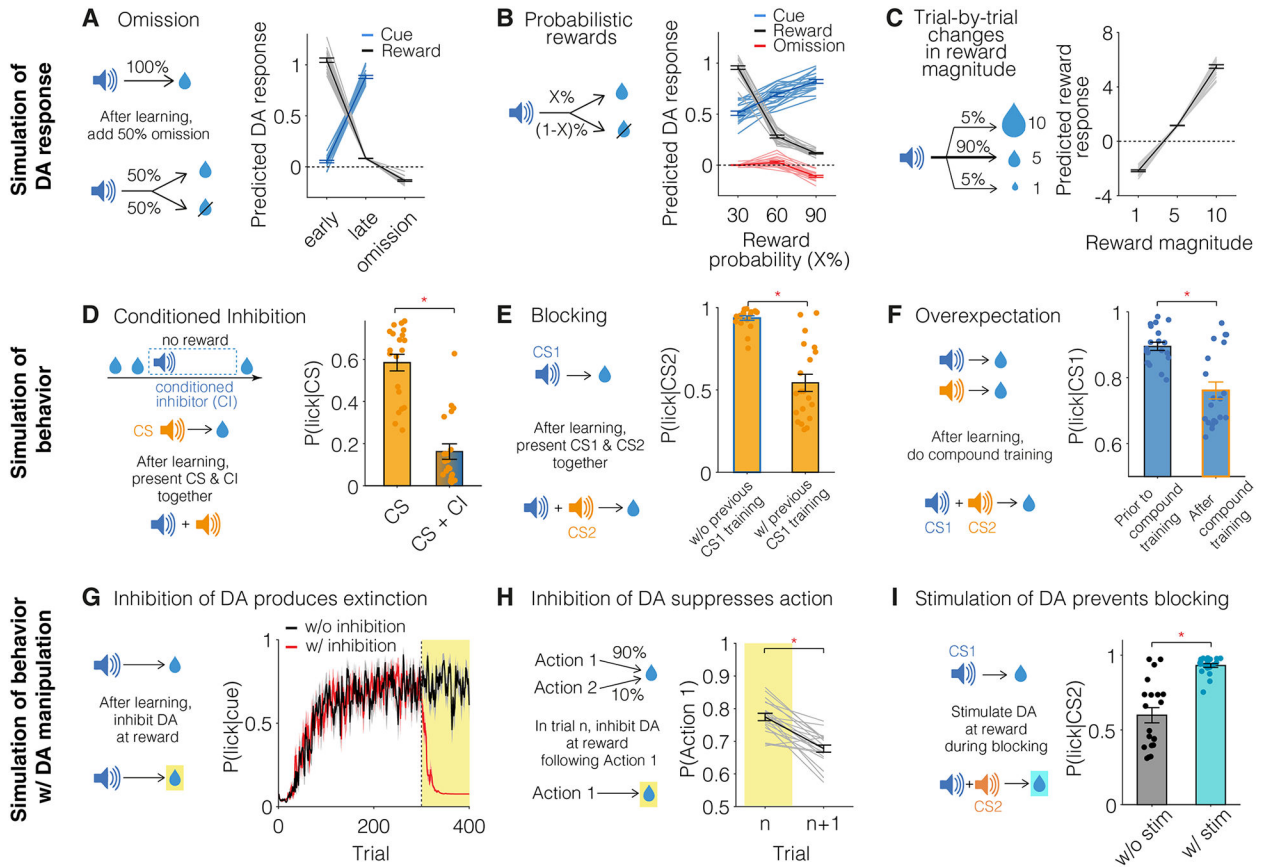 Simulation of
DA response
A Omission
100%
After learning,
add 50% omission
50%
50%
Cue
Reward
Predicted DA response
1
0.5
0
early
late
omission
B Probabilistic
rewards
X%
(1-X)%
Cue
Reward
Omission
Predicted DA response
1
0.5
0
30 60 90
Reward
probability (X%)
C Trial-by-trial
changes
in reward
magnitude
5%
10
90%
5
5%
1
Predicted reward
response
8
4
0
-4
1 5 10
Reward magnitude
Simulation of
behavior
D Conditioned Inhibition
no reward
conditioned
inhibitor (CI)
CS
After learning,
present CS & CI
together
+
P(lick|CS)
0.6
0.4
0.2
0
*
CS
CS + CI
E Blocking
CS1
After learning,
present CS1 & CS2
together
+
CS2
P(lick|CS2)
1
0.5
0
*
w/o previous
CS1 training
w/ previous
CS1 training
F Overexpectation
After learning,
do compound training
+
CS1 CS2
P(lick|CS1)
1
0.8
0.6
*
Prior to
compound
training
After
compound
training
Simulation of behavior
w/ DA manipulation
G Inhibition of DA produces extinction
After learning,
inhibit DA
at reward
w/o inhibition
w/ inhibition
P(lick|cue)
1
0.5
0
0 200 400
Trial
H Inhibition of DA suppresses action
Action 1
90%
Action 2
10%
In trial n, inhibit DA
at reward
following Action 1
Action 1
P(Action 1)
1
0.9
0.8
0.7
0.6
0.5
*
n n+1
Trial
I Stimulation of DA prevents blocking
CS1
Stimulate DA
at reward
during blocking
+
CS2
P(lick|CS2)
1
0.5
0
*
w/o stim
w/ stim